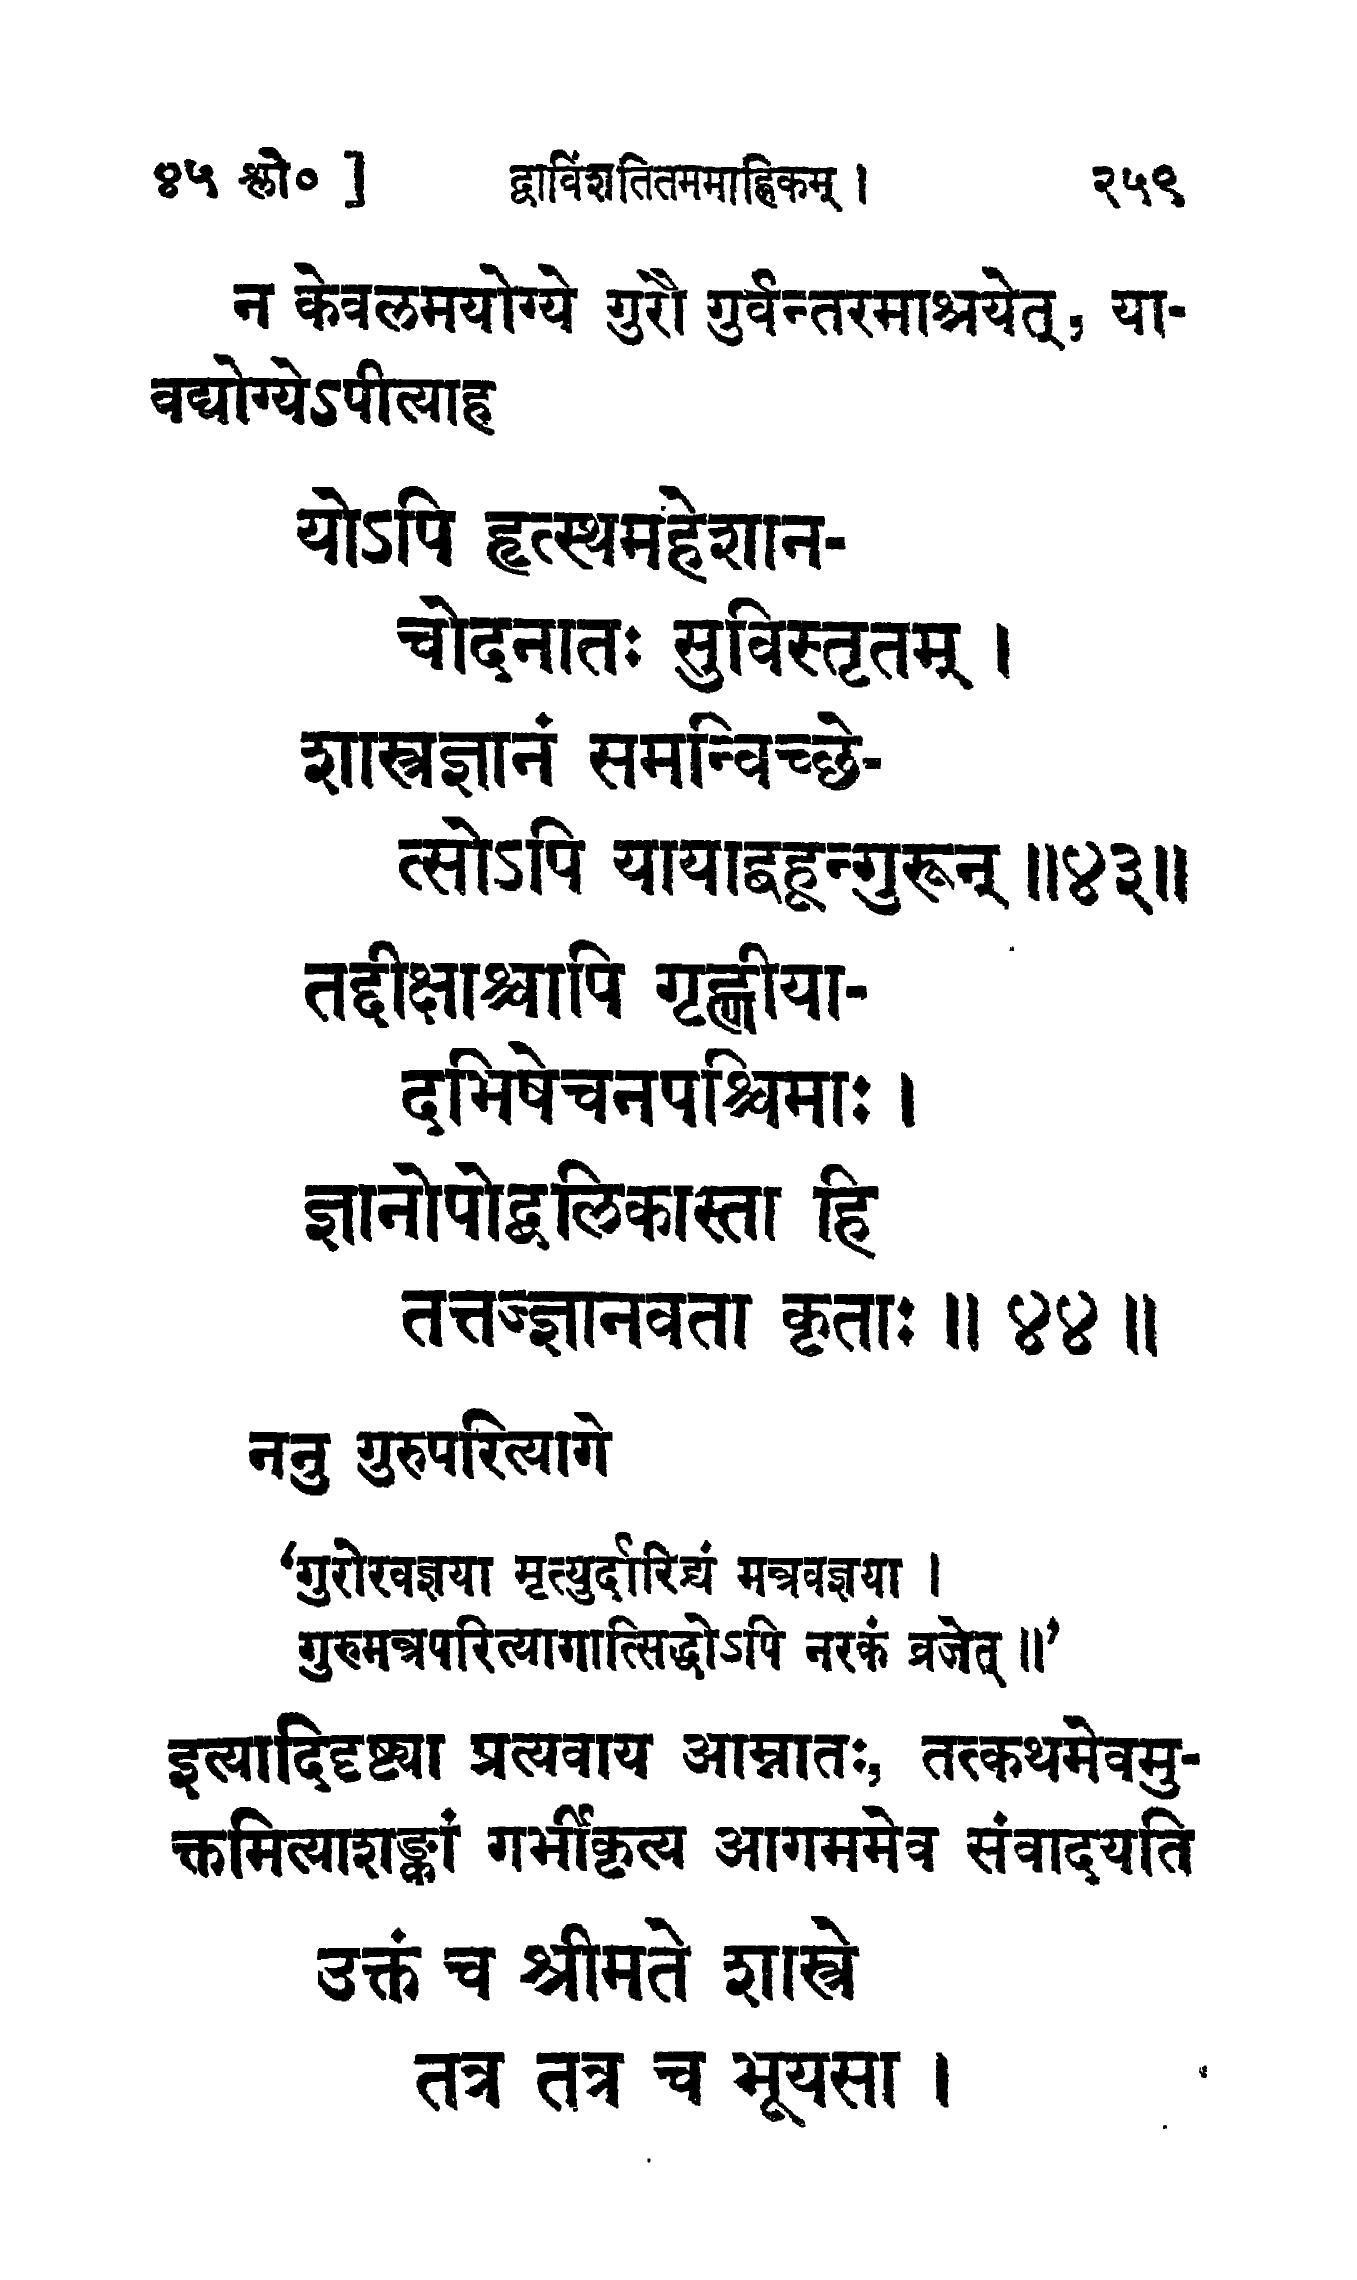 ४५ श्लो० ] द्वाविंशतितममाह्निकम् । २५९
न केवलमयोग्ये गुरौ गुर्वन्तरमाश्रयेत्, या-
वद्योग्येऽपीत्याह
योऽपि हृत्स्थमहेशान-
चोदनातः सुविस्तृतम् ।
शास्त्रज्ञानं समन्विच्छे-
त्सोऽपि यायाद्बहून्गुरून् ॥४३॥
तद्दीक्षाश्चापि गृह्णीया-
दभिषेचनपश्चिमाः ।
ज्ञानोपोद्बलिकास्ता हि
तत्तज्ज्ञानवता कृताः ॥ ४४ ॥
ननु गुरुपरित्यागे
‘गुरोरवज्ञया मृत्युर्दारिद्र्यं मन्त्रवज्ञया ।
गुरुमन्त्रपरित्यागात्सिद्धोऽपि नरकं व्रजेत् ॥’
इत्यादिदृष्ट्या प्रत्यवाय आम्नातः, तत्कथमेवमु-
क्तमित्याशङ्कां गर्भीकृत्य आगममेव संवादयति
उक्तं च श्रीमते शास्त्रे
तत्र तत्र च भूयसा ।